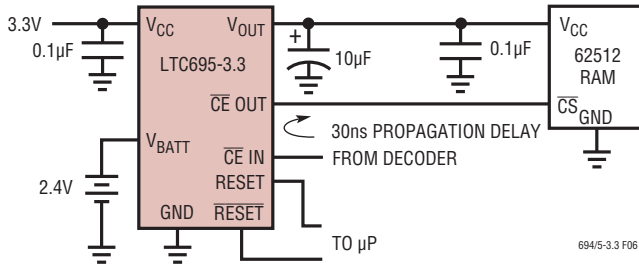 3.3V
0.1µF
VCC
VOUT
LTC695-3.3
+
10µF
0.1µF
VCC
62512
RAM
CS
GND
CE OUT
30ns PROPAGATION DELAY
VBATT
CE IN
FROM DECODER
RESET
2.4V
GND
RESET
TO µP
694/5-3.3 F06